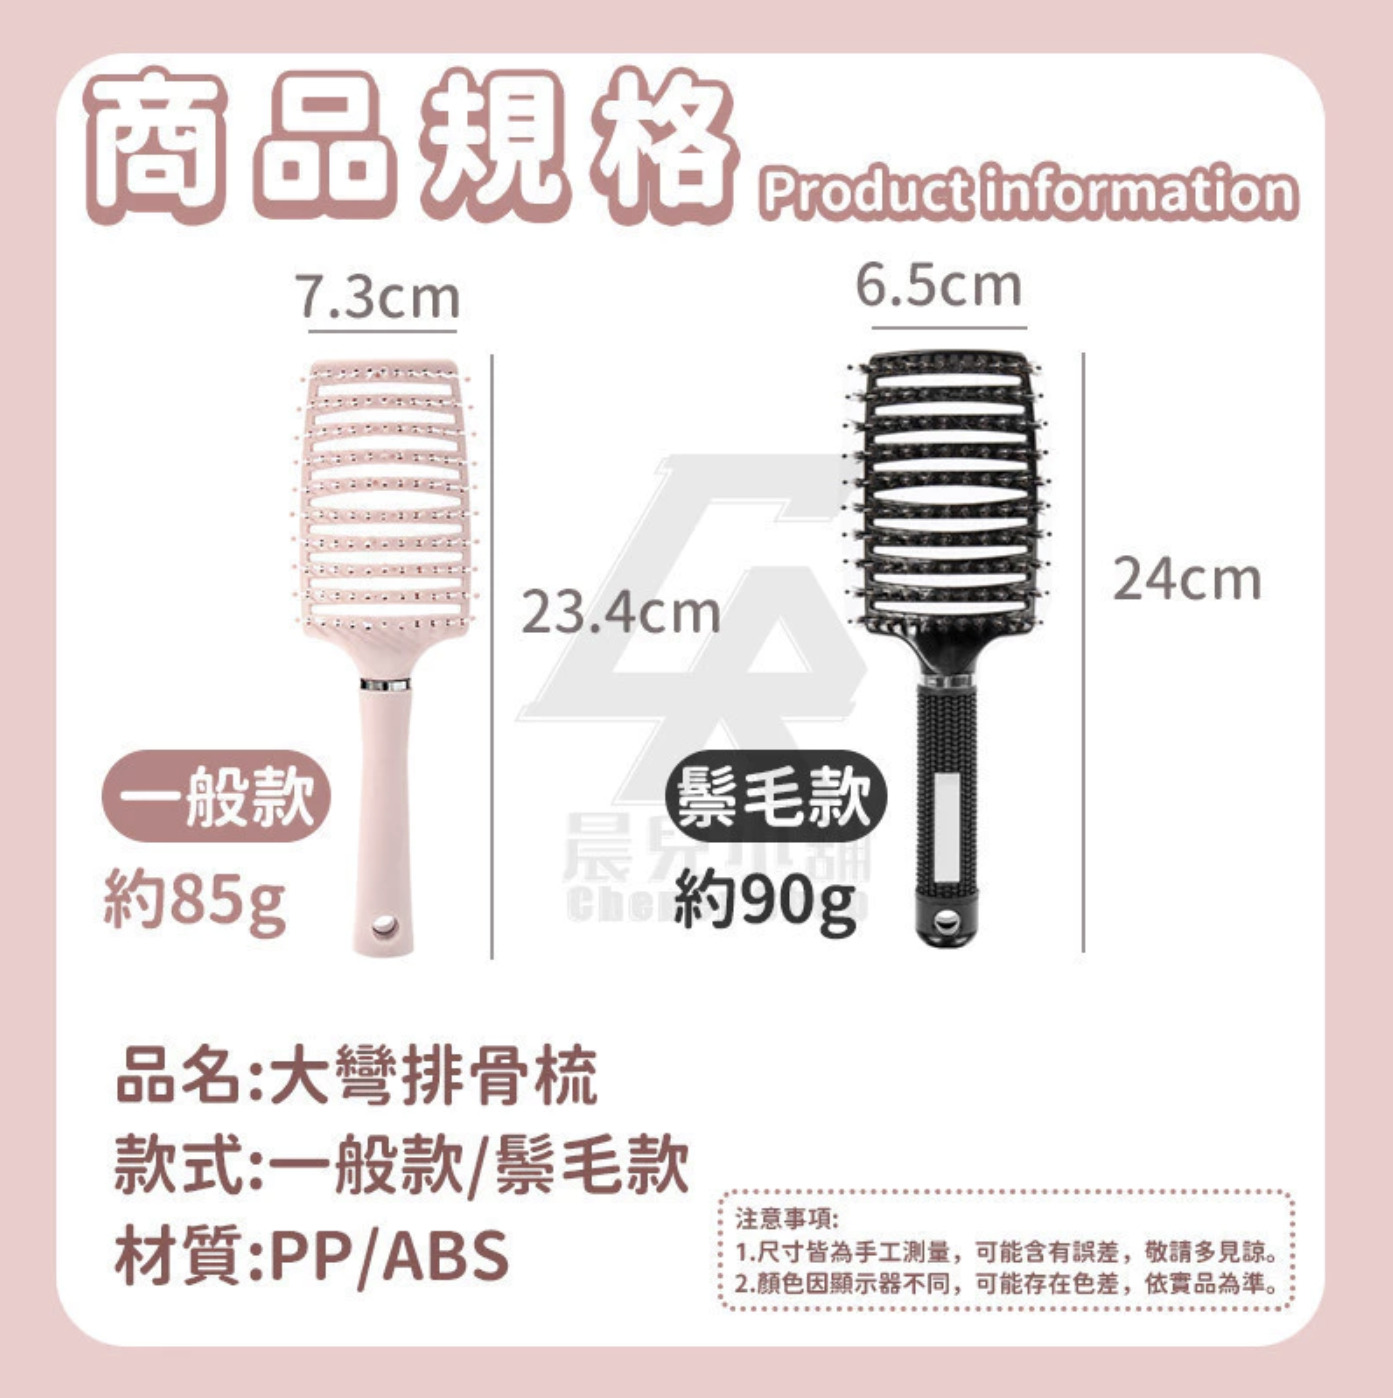 商品規格 Product information
7.3cm
6.5cm
23.4cm
24cm
一般款
約85g
鬃毛款
約90g
晨兒小舖
品名:大彎排骨梳
款式:一般款/鬃毛款
材質:PP/ABS
注意事項:
1.尺寸皆為手工測量，可能含有誤差，敬請多見諒。
2.顏色因顯示器不同，可能存在色差，依實品為準。